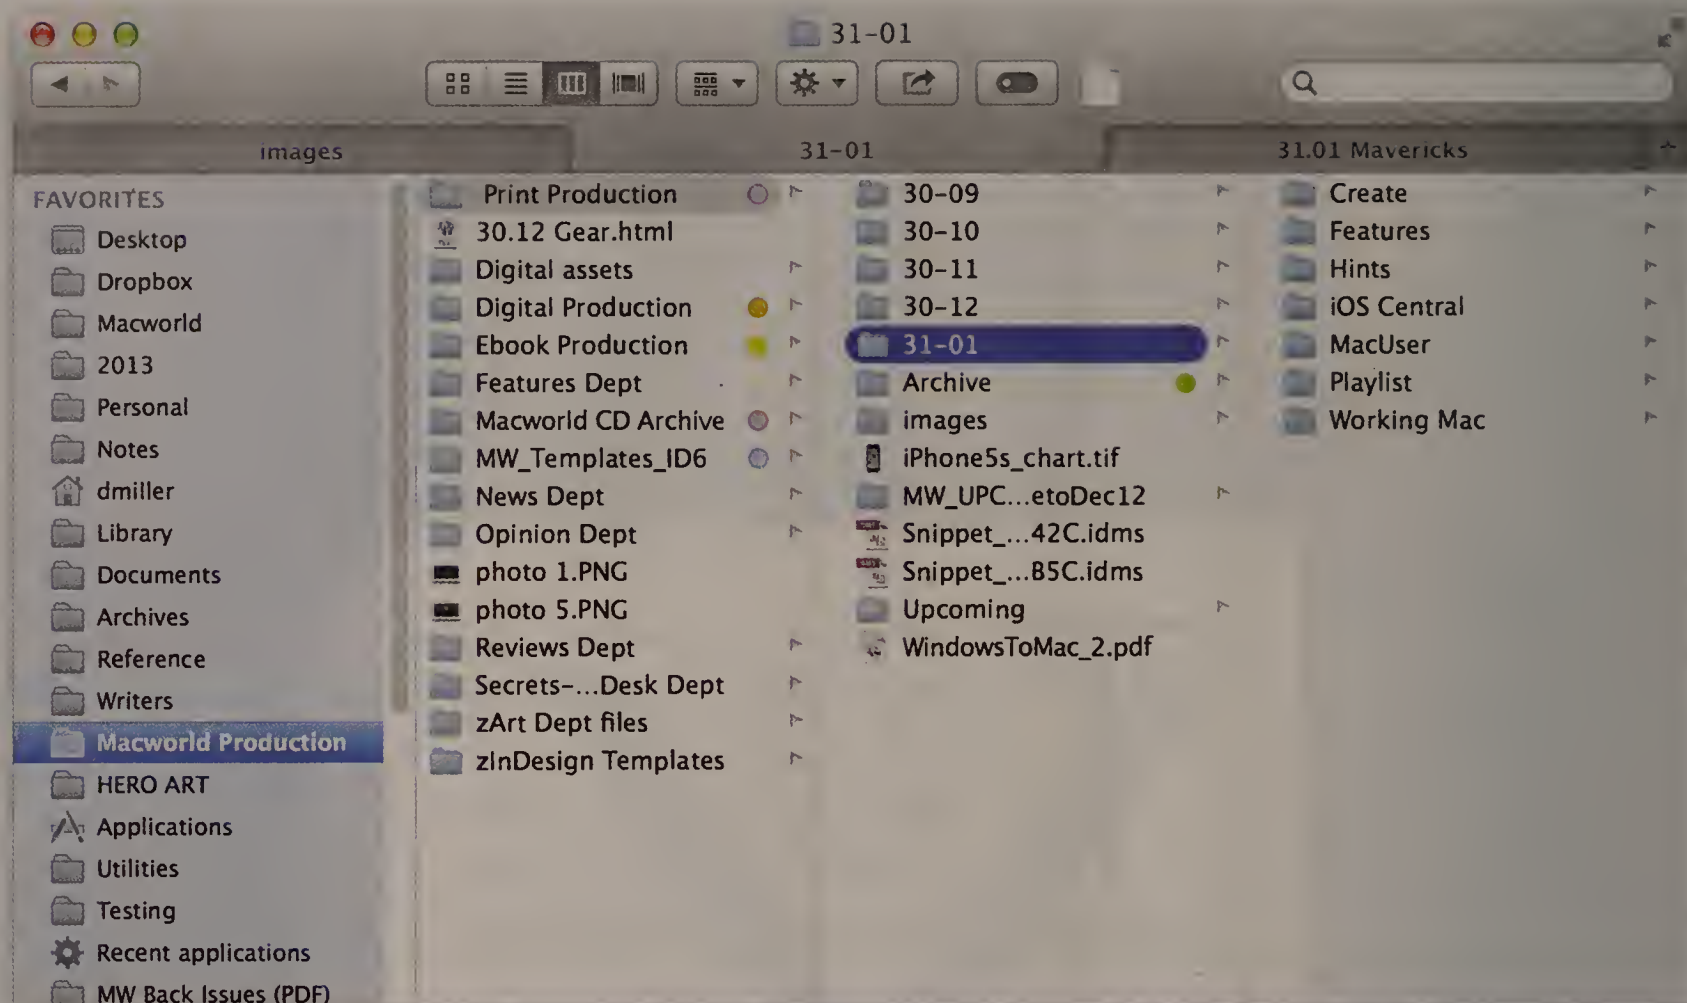 31-01
images
31-01
31.01 Mavericks
FAVORITES
Desktop
Dropbox
Macworld
2013
Personal
Notes
dmiller
Library
Documents
Archives
Reference
Writers
Macworld Production
HERO ART
Applications
Utilities
Testing
Recent applications
MW Back Issues (PDF)
Print Production
30.12 Gear.html
Digital assets
Digital Production
Ebook Production
Features Dept
Macworld CD Archive
MW_Templates_ID6
News Dept
Opinion Dept
photo 1.PNG
photo 5.PNG
Reviews Dept
Secrets-...Desk Dept
zArt Dept files
zInDesign Templates
30-09
30-10
30-11
30-12
31-01
Archive
images
iPhone5s_chart.tif
MW_UPC...etoDec12
Snippet_...42C.idms
Snippet_...B5C.idms
Upcoming
WindowsToMac_2.pdf
Create
Features
Hints
iOS Central
MacUser
Playlist
Working Mac